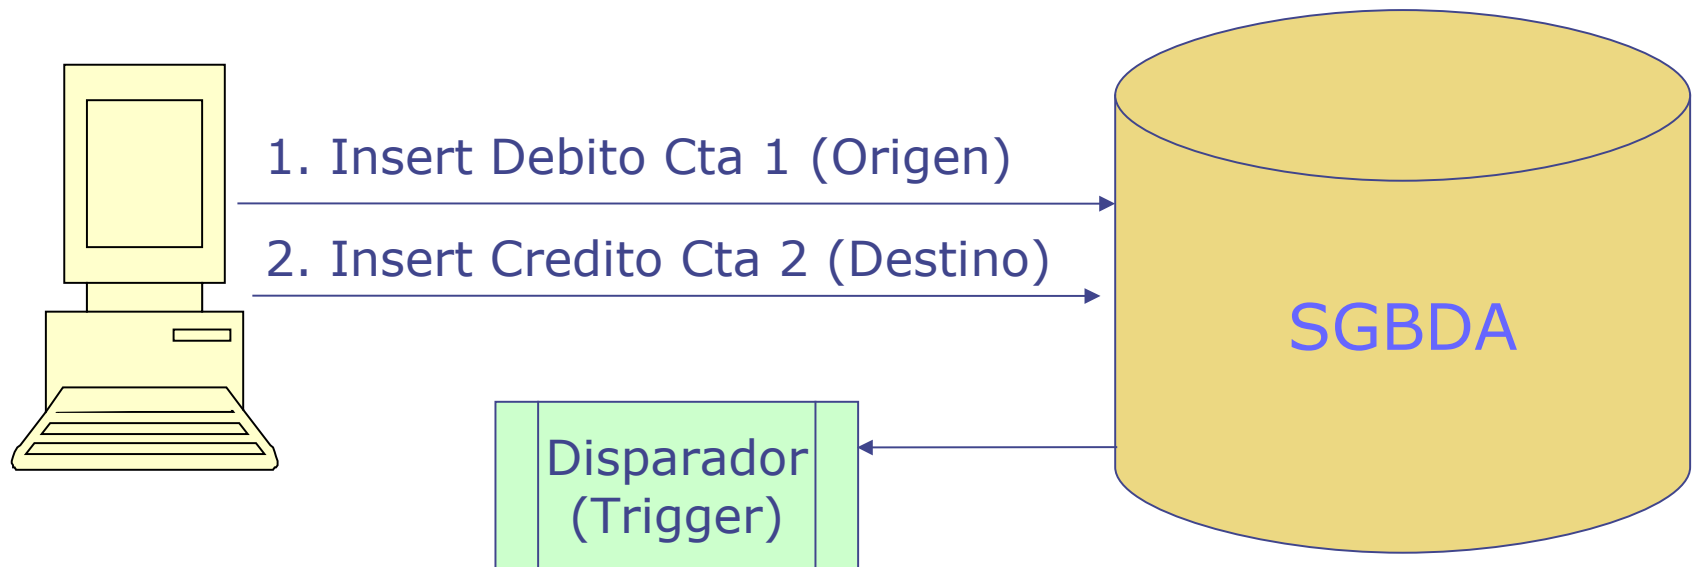 1. Insert Debito Cta 1 (Origen)
2. Insert Credito Cta 2 (Destino)
SGBDA
Disparador
(Trigger)